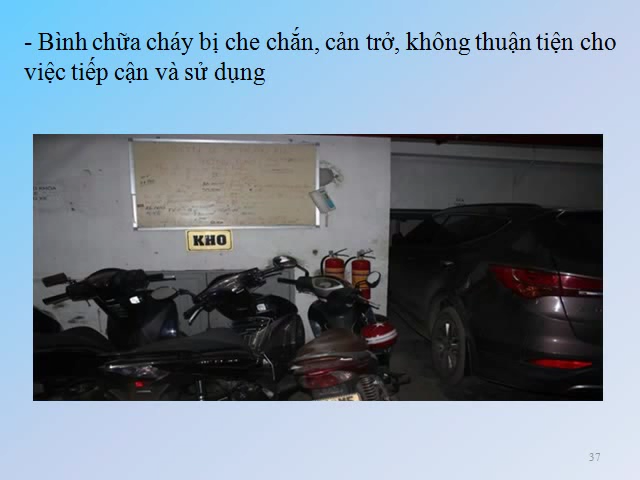 - Bình chữa cháy bị che chắn, cản trở, không thuận tiện cho
việc tiếp cận và sử dụng
KHO
37